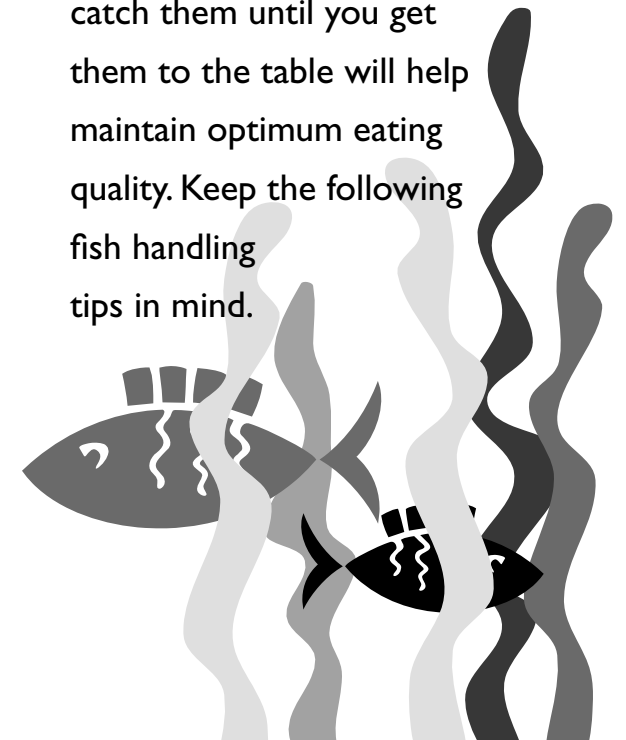 catch them until you get
them to the table will help
maintain optimum eating
quality. Keep the following
fish handling
tips in mind.